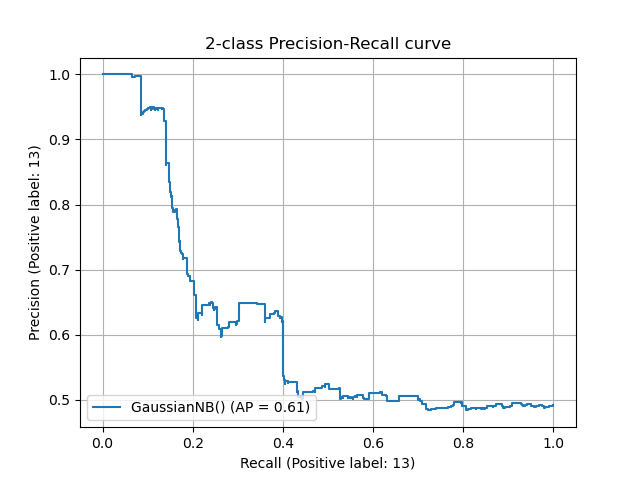 2-class Precision-Recall curve
Precision (Positive label: 13)
1.0
0.9
0.8
0.7
0.6
0.5
GaussianNB() (AP = 0.61)
0.0 0.2 0.4 0.6 0.8 1.0
Recall (Positive label: 13)